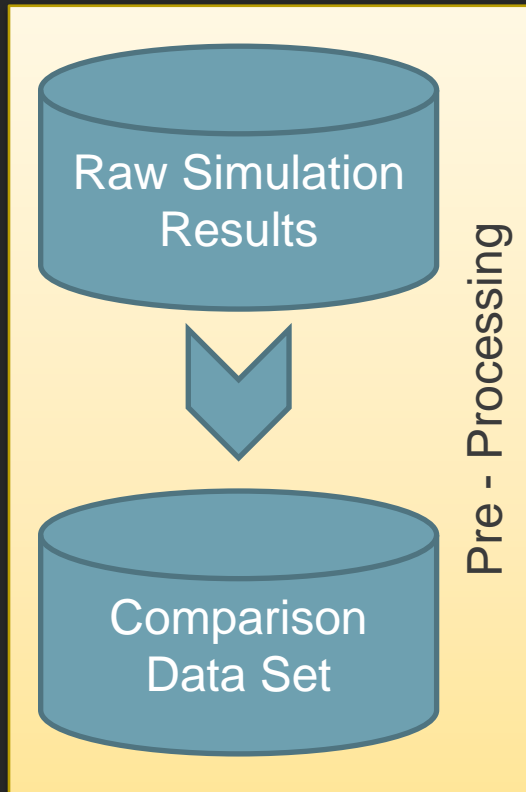 Raw Simulation
Results
Pre - Processing
Comparison
Data Set